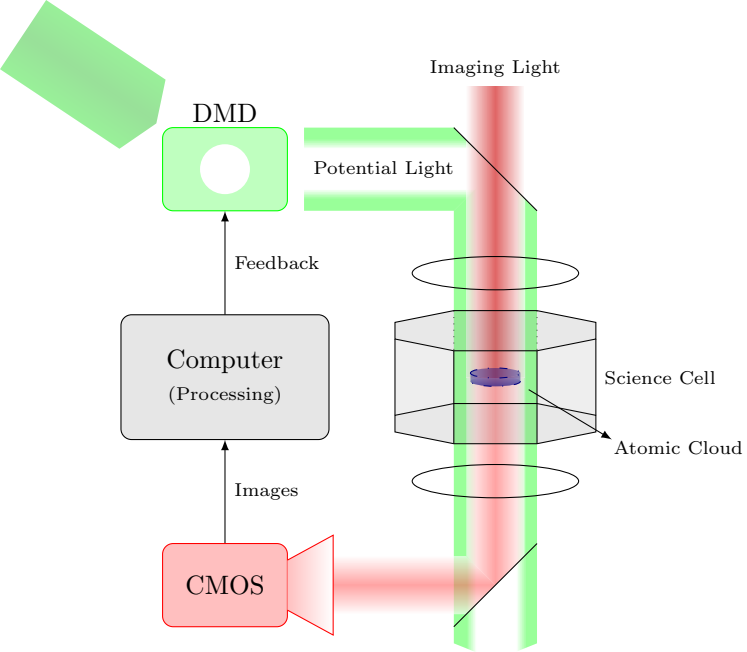 Imaging Light
DMD
Potential Light
Feedback
Computer
(Processing)
Science Cell
Atomic Cloud
Images
CMOS